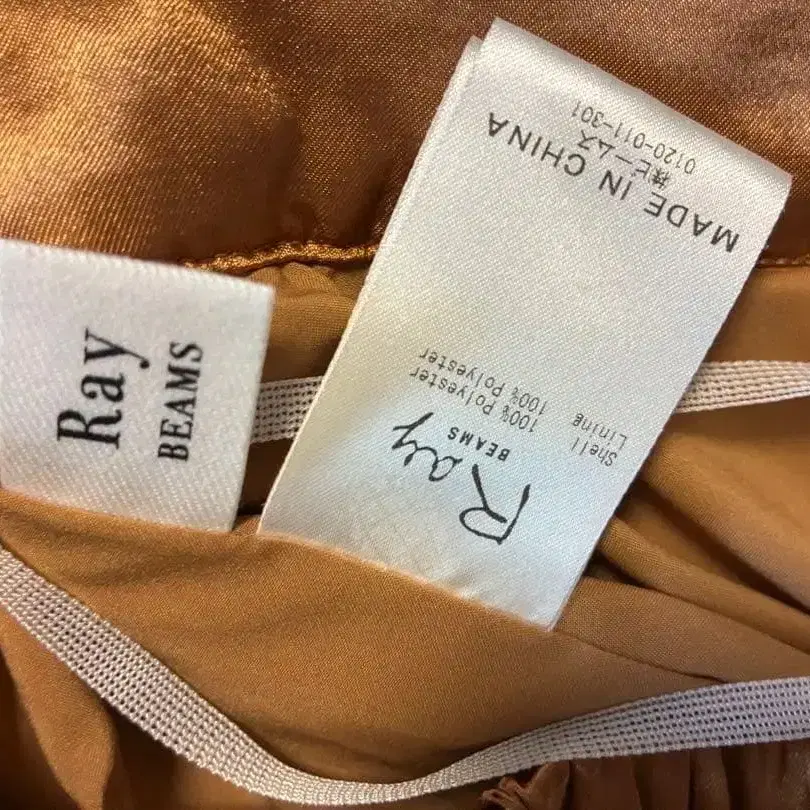 Ray
BEAMS
Ray
BEAMS
Shell 100% Polyester
Lining 100% Polyester
MADE IN CHINA
㈱ビームス
0120-011-301